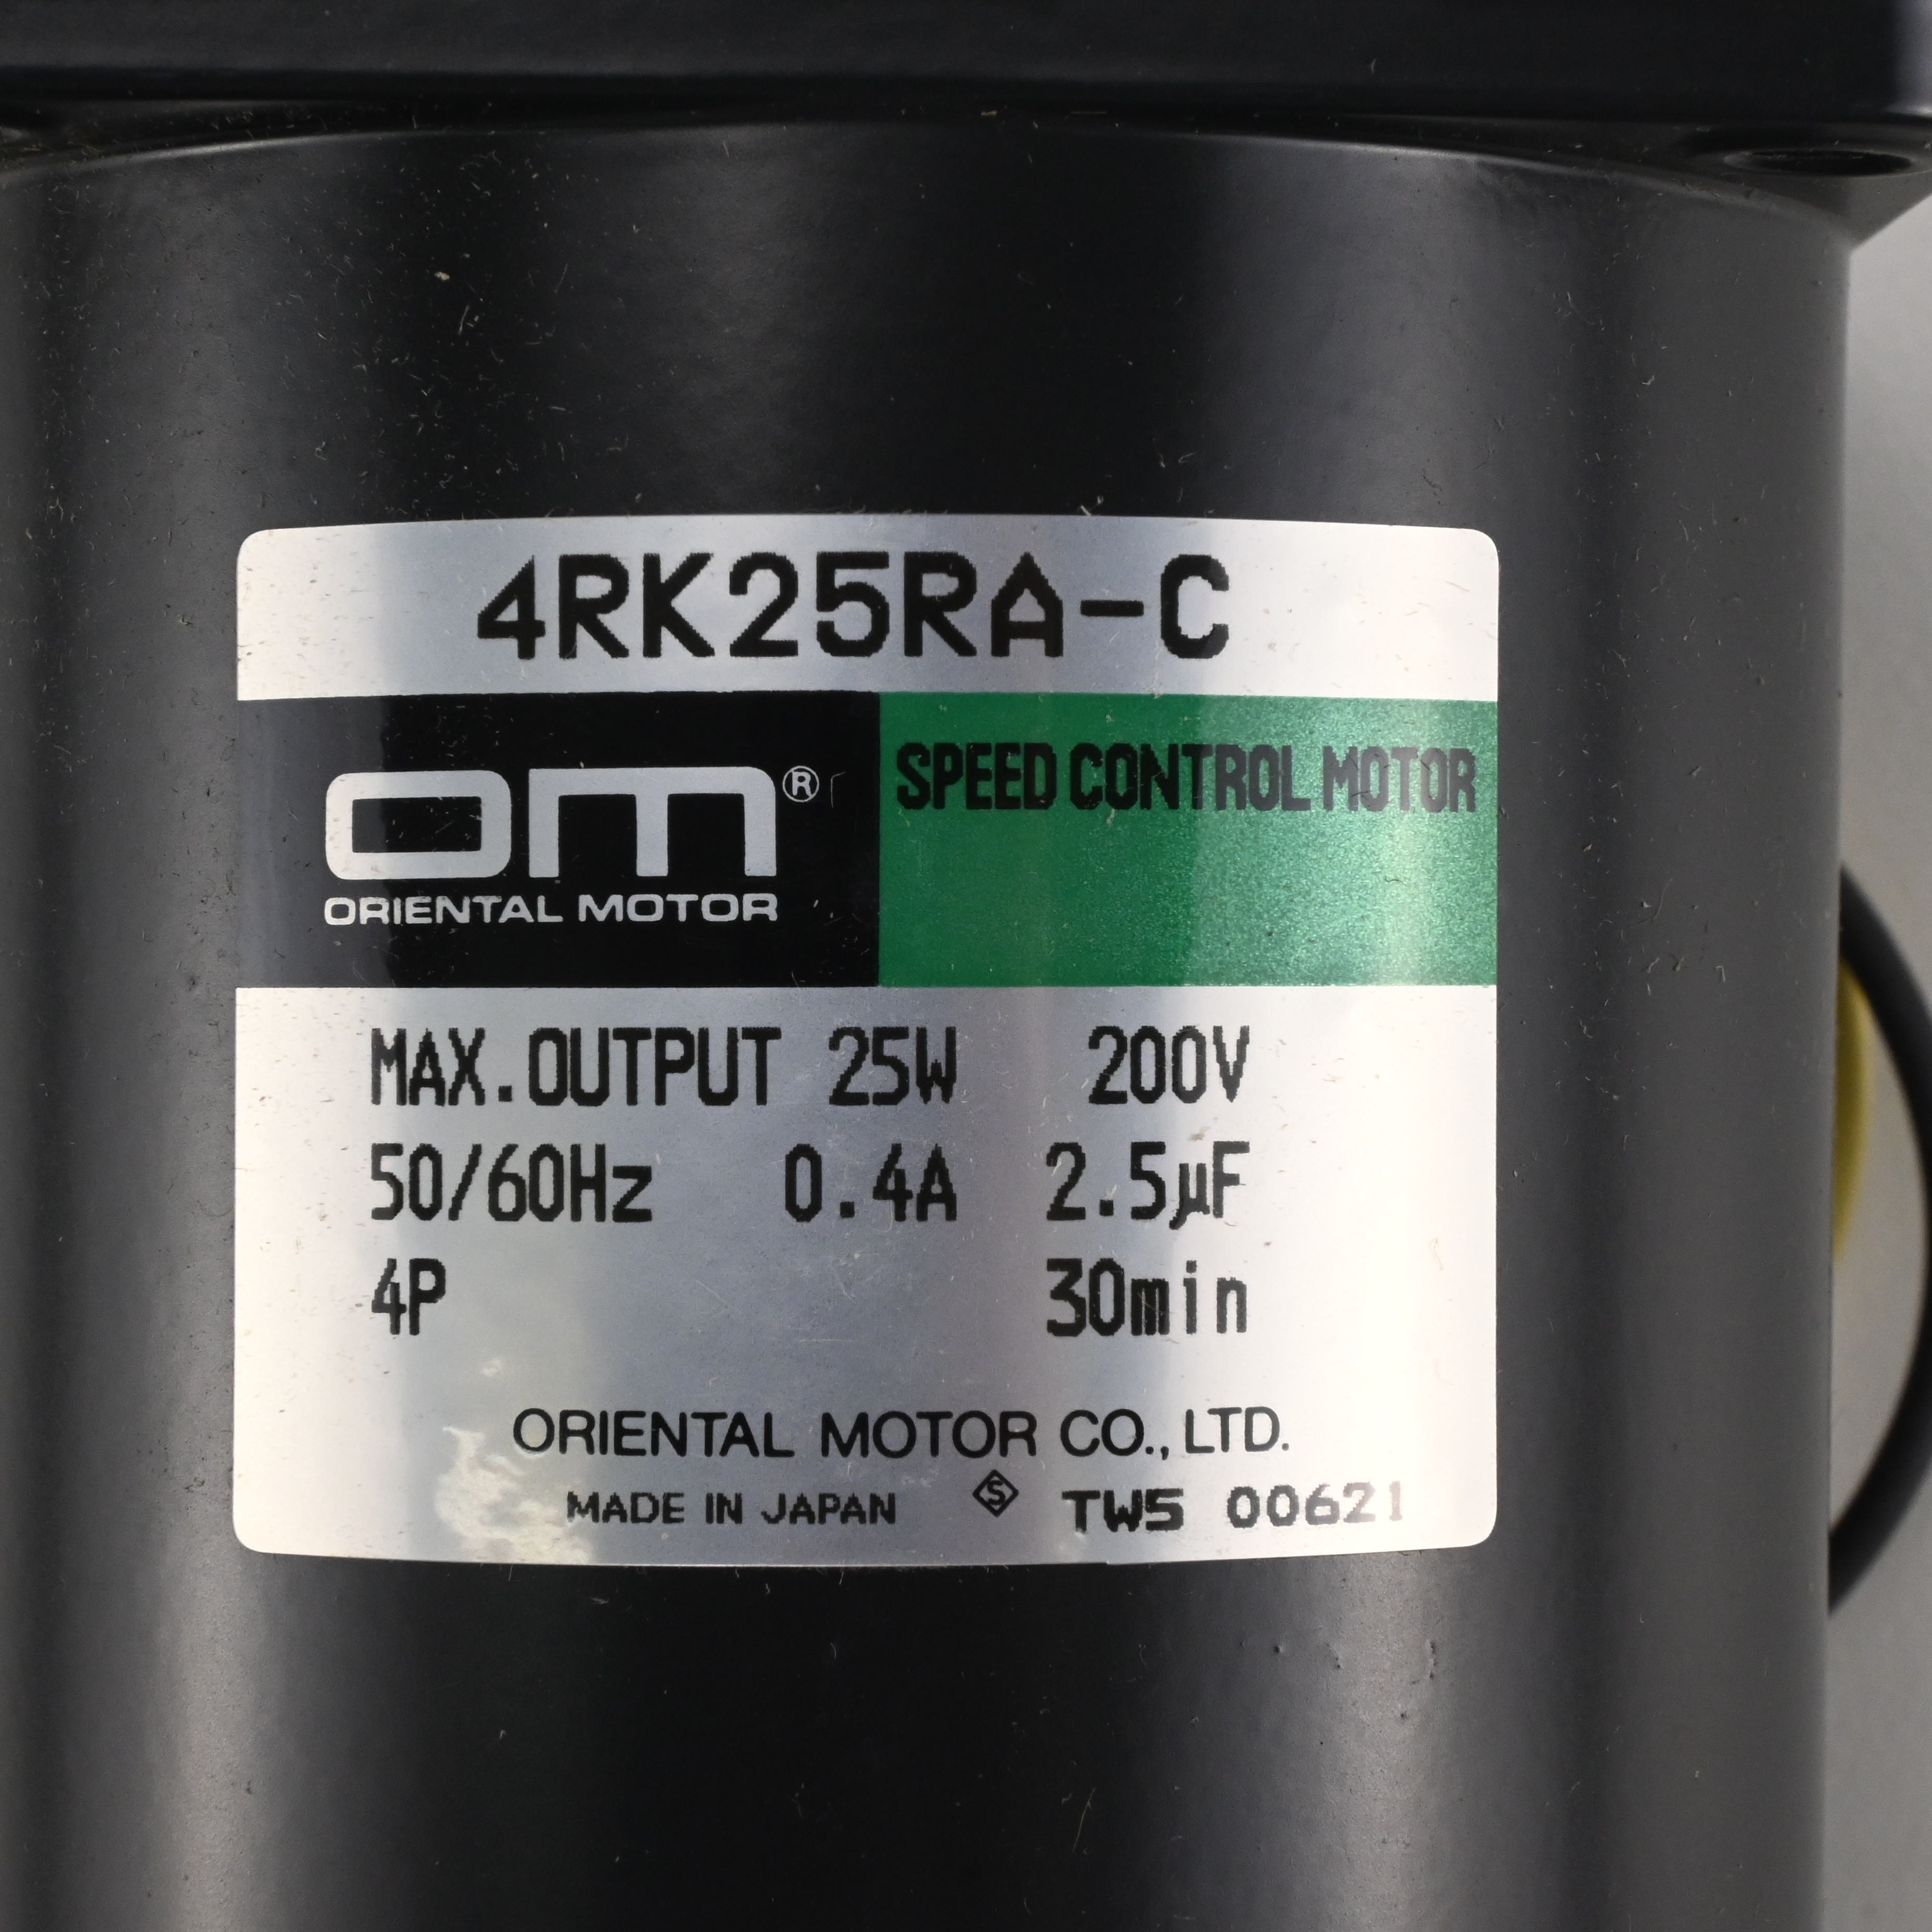 4RK25RA-C
om®
ORIENTAL MOTOR
SPEED CONTROL MOTOR
MAX.OUTPUT 25W 200V
50/60Hz 0.4A 2.5µF
4P 30min
ORIENTAL MOTOR CO., LTD.
MADE IN JAPAN S TW5 00621